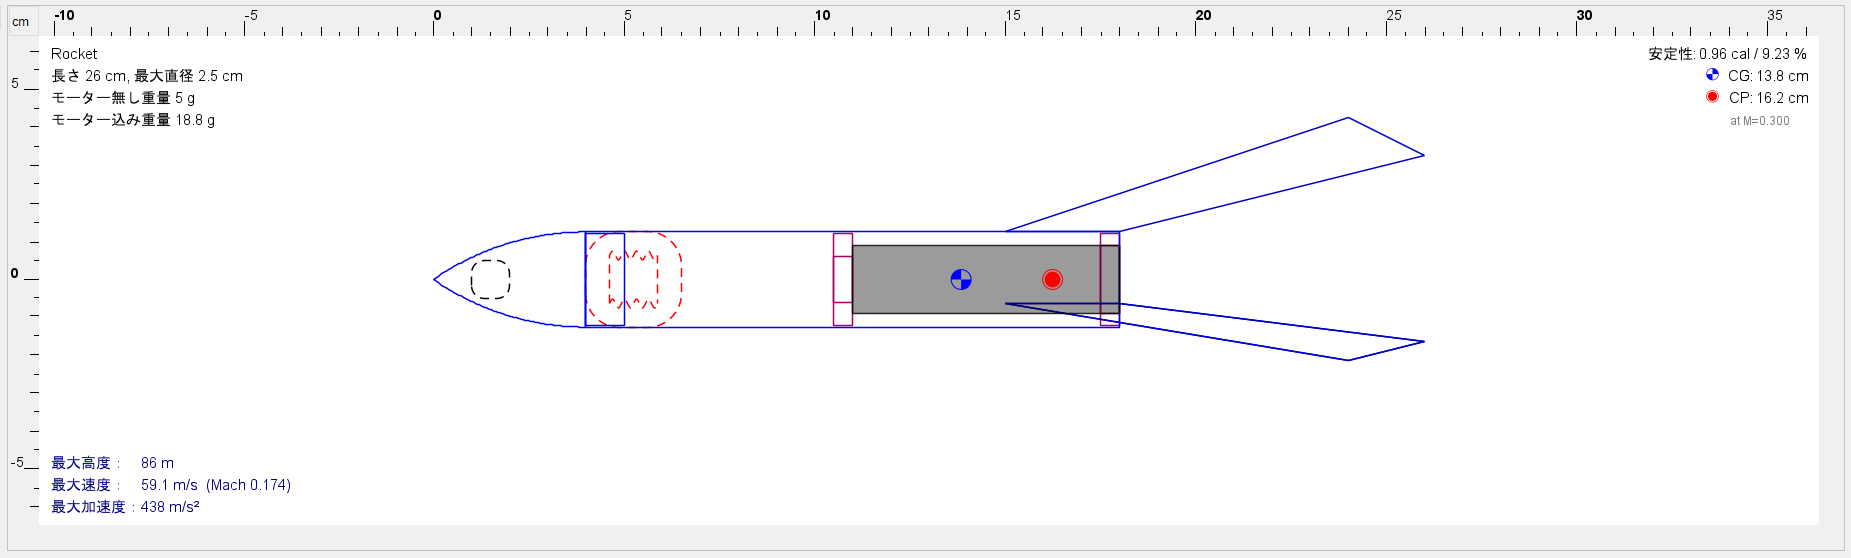 cm
-10 -5 0 5 10 15 20 25 30 35
5
0
-5
Rocket
長さ 26 cm, 最大直径 2.5 cm
モーター無し重量 5 g
モーター込み重量 18.8 g
安定性: 0.96 cal / 9.23 %
CG: 13.8 cm
CP: 16.2 cm
at M=0.300
最大高度 : 86 m
最大速度 : 59.1 m/s (Mach 0.174)
最大加速度 : 438 m/s²